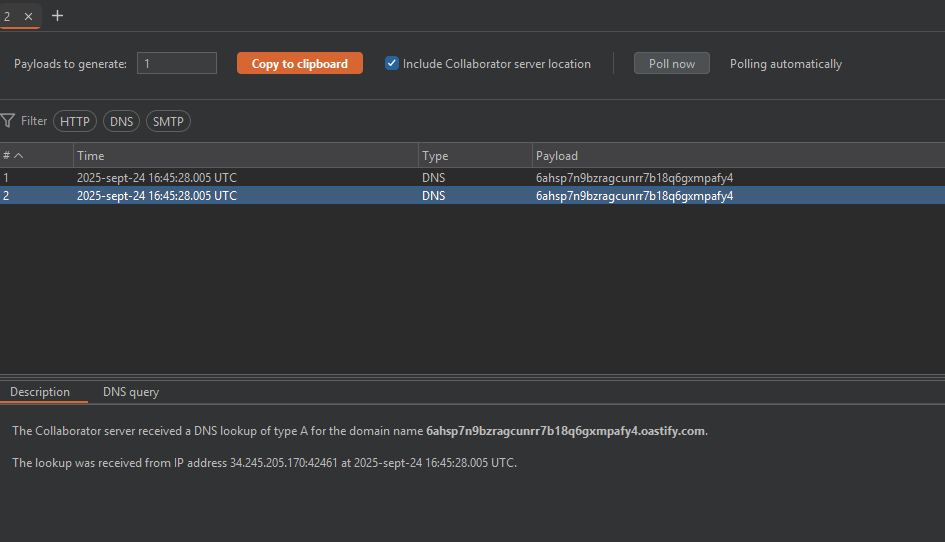 2 × +
Payloads to generate: 1 Copy to clipboard Include Collaborator server location Poll now Polling automatically
Filter HTTP DNS SMTP
# Time Type Payload
1 2025-sept-24 16:45:28.005 UTC DNS 6ahsp7n9bzragcunrr7b18q6gxmpafy4
2 2025-sept-24 16:45:28.005 UTC DNS 6ahsp7n9bzragcunrr7b18q6gxmpafy4
Description DNS query
The Collaborator server received a DNS lookup of type A for the domain name 6ahsp7n9bzragcunrr7b18q6gxmpafy4.oastify.com.
The lookup was received from IP address 34.245.205.170:42461 at 2025-sept-24 16:45:28.005 UTC.